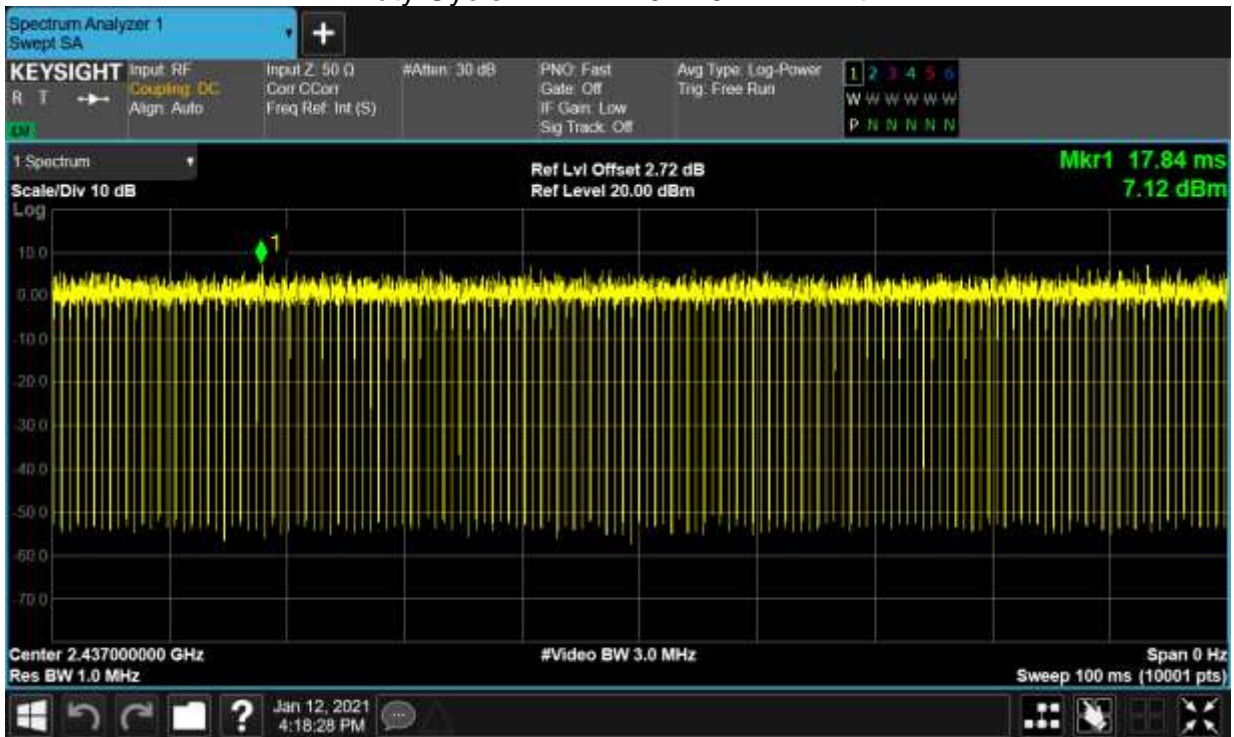 Spectrum Analyzer 1
Swept SA
+
KEYSIGHT
R T
Input: RF
Coupling: DC
Align: Auto
Input Z: 50 Ω
Corr CCorr
Freq Ref: Int (S)
#Atten: 30 dB
PNO: Fast
Gate: Off
IF Gain: Low
Sig Track: Off
Avg Type: Log-Power
Trig: Free Run
1 2 3 4 5 6
W W W W W W
P N N N N N
1 Spectrum
Scale/Div 10 dB
Ref Lvl Offset 2.72 dB
Ref Level 20.00 dBm
Mkr1 17.84 ms
7.12 dBm
Log
1
10.0
0.00
-10.0
-20.0
-30.0
-40.0
-50.0
-60.0
-70.0
Center 2.437000000 GHz
Res BW 1.0 MHz
#Video BW 3.0 MHz
Span 0 Hz
Sweep 100 ms (10001 pts)
?
Jan 12, 2021
4:18:28 PM